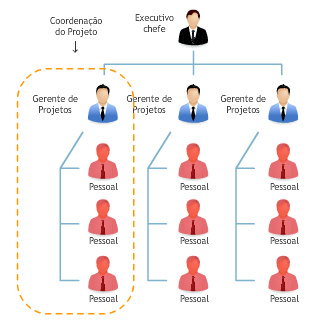 Coordenação
do Projeto
Executivo
chefe
Gerente de
Projetos
Gerente de
Projetos
Gerente de
Projetos
Pessoal
Pessoal
Pessoal
Pessoal
Pessoal
Pessoal
Pessoal
Pessoal
Pessoal